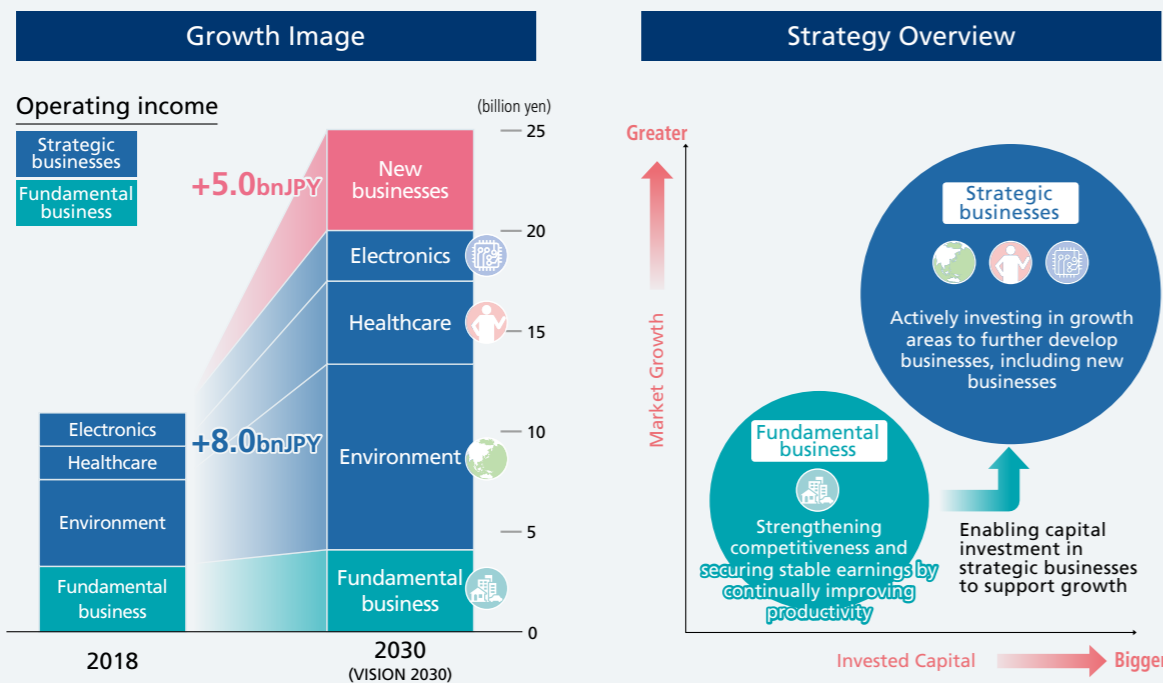 Growth Image
Operating income
(billion yen)
Strategic
businesses
Fundamental
business
+5.0bnJPY
+8.0bnJPY
25
20
15
10
5
0
Electronics
Healthcare
Environment
Fundamental
business
2018
New
businesses
Electronics
Healthcare
Environment
Fundamental
business
2030
(VISION 2030)
Strategy Overview
Greater
Market Growth
Strategic
businesses
Actively investing in growth
areas to further develop
businesses, including new
businesses
Fundamental
business
Strengthening
competitiveness and
securing stable earnings by
continually improving
productivity
Enabling capital
investment in
strategic businesses
to support growth
Invested Capital
Bigger